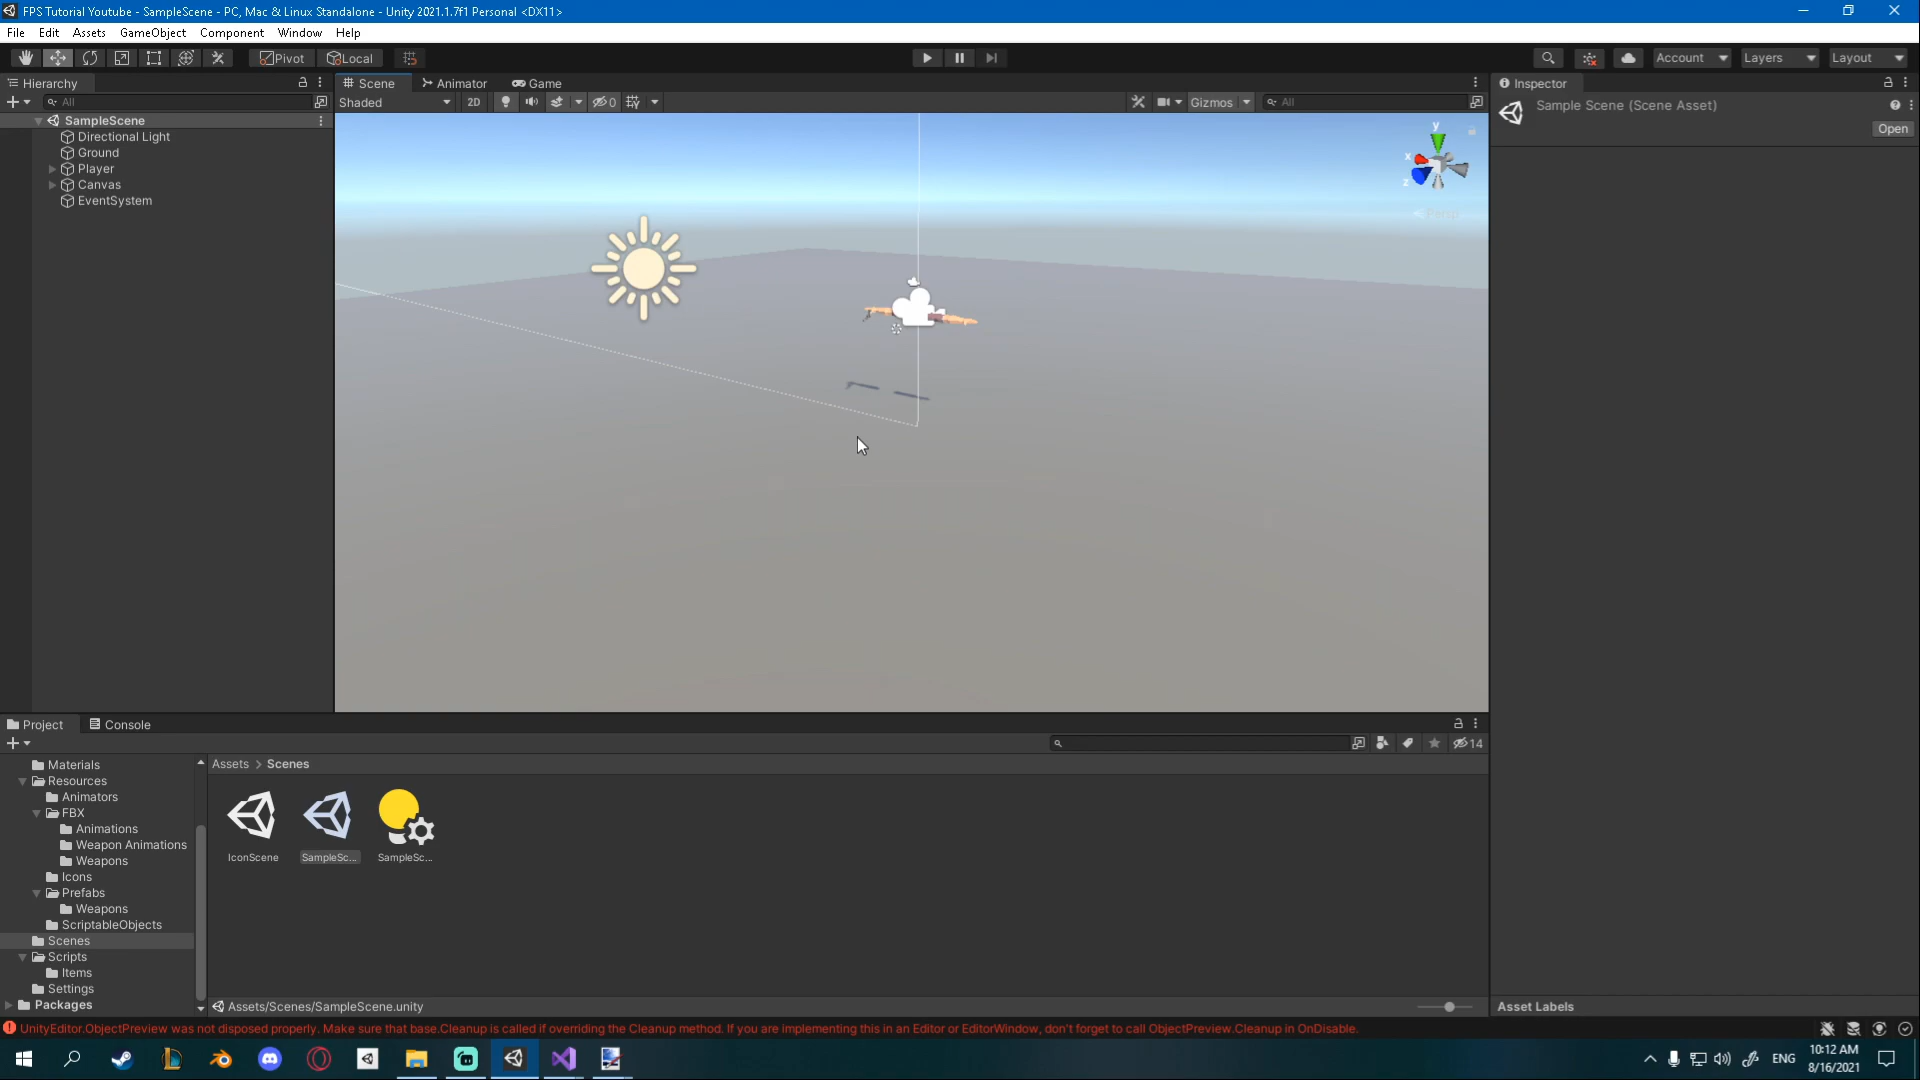 FPS Tutorial Youtube - SampleScene - PC, Mac & Linux Standalone - Unity 2021.1.7f1 Personal <DX11>
File Edit Assets GameObject Component Window Help
Pivot Local Account Layers Layout
Hierarchy
All
SampleScene
Directional Light
Ground
Player
Canvas
EventSystem
Scene Animator Game
Shaded 2D 0 Gizmos All
y
x
z
Persp
Inspector
Sample Scene (Scene Asset)
Open
Project Console
14
Materials
Resources
Animators
FBX
Animations
Weapon Animations
Weapons
Icons
Prefabs
Weapons
ScriptableObjects
Scenes
Scripts
Items
Settings
Packages
Assets > Scenes
IconScene SampleSc... SampleSc...
Assets/Scenes/SampleScene.unity
Asset Labels
UnityEditor.ObjectPreview was not disposed properly. Make sure that base.Cleanup is called if overriding the Cleanup method. If you are implementing this in an Editor or EditorWindow, don't forget to call ObjectPreview.Cleanup in OnDisable.
ENG
10:12 AM
8/16/2021